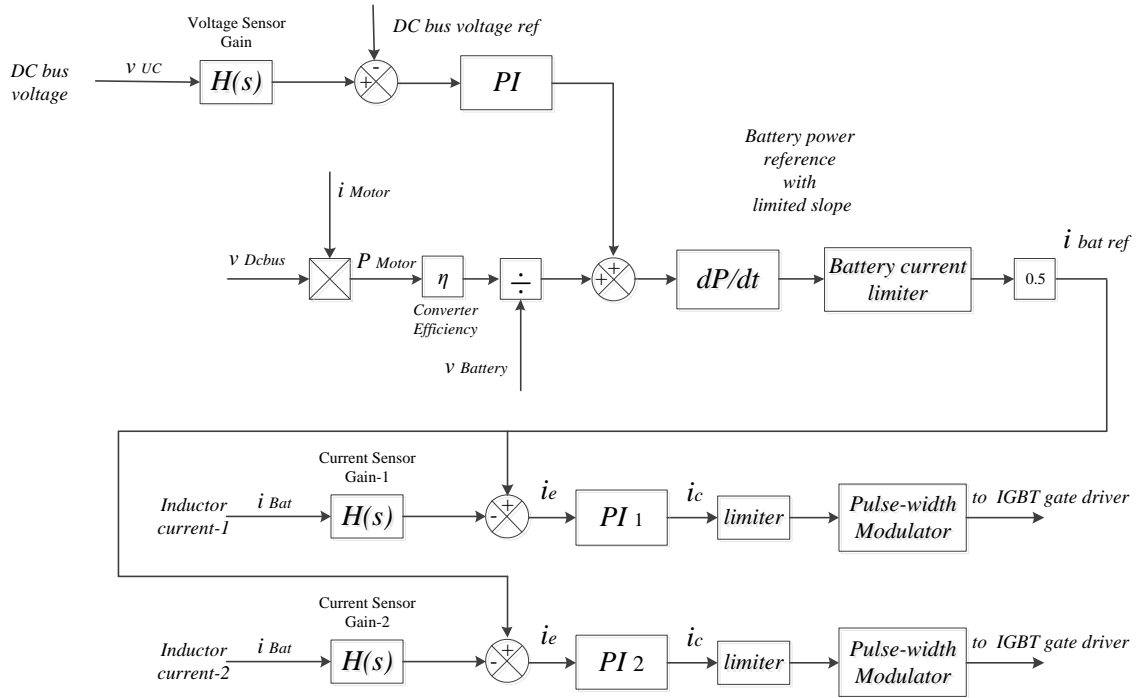 Voltage Sensor
Gain
DC bus voltage ref
DC bus
voltage
v UC
H(s)
-
+
PI
Battery power
reference
with
limited slope
i Motor
i bat ref
v Dcbus
P Motor
η
÷
+
+
dP/dt
Battery current
limiter
0.5
Converter
Efficiency
v Battery
Current Sensor
Gain-1
Inductor
current-1
i Bat
H(s)
+
-
ie
PI 1
ic
limiter
Pulse-width
Modulator
to IGBT gate driver
Current Sensor
Gain-2
Inductor
current-2
i Bat
H(s)
+
-
ie
PI 2
ic
limiter
Pulse-width
Modulator
to IGBT gate driver